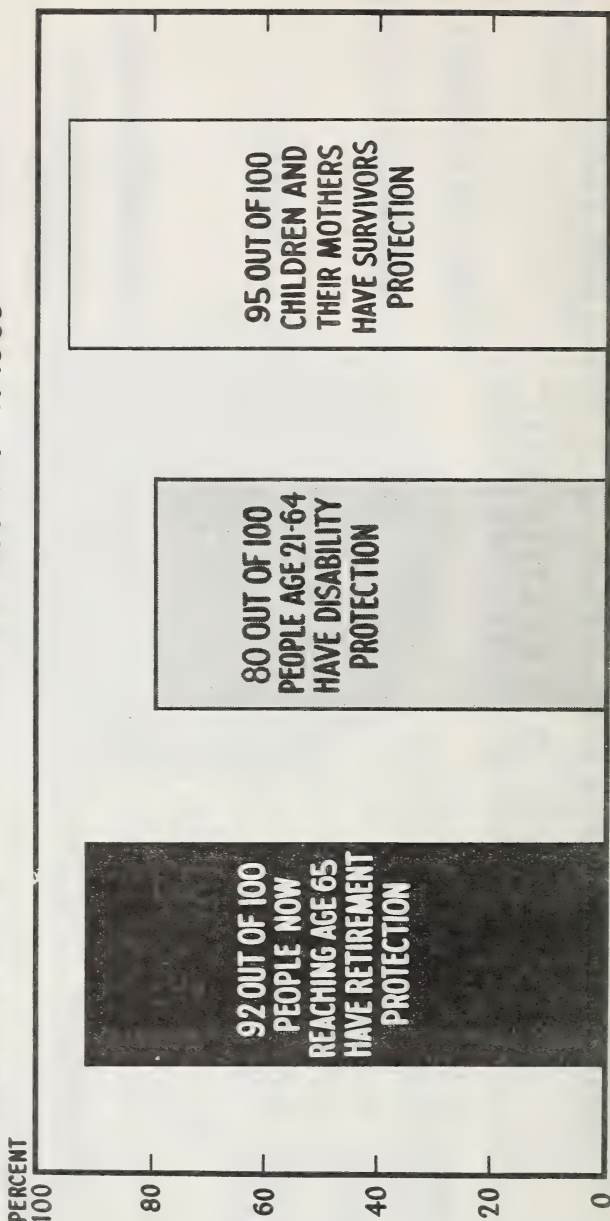 PERCENT
100
80
60
40
20
0
92 OUT OF 100
PEOPLE NOW
REACHING AGE 65
HAVE RETIREMENT
PROTECTION
80 OUT OF 100
PEOPLE AGE 21-64
HAVE DISABILITY
PROTECTION
95 OUT OF 100
CHILDREN AND
THEIR MOTHERS
HAVE SURVIVORS
PROTECTION